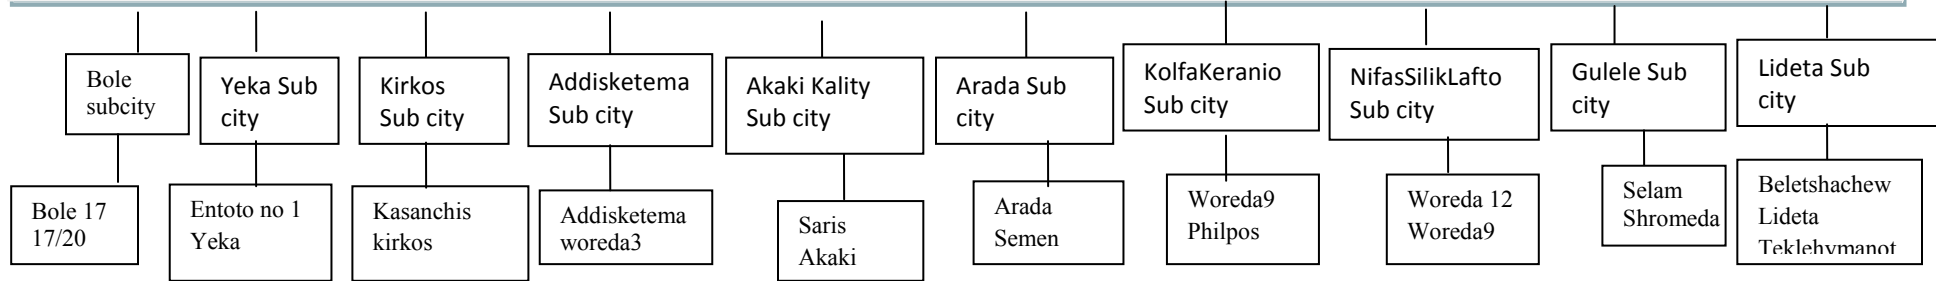 Bole
subcity
Yeka Sub
city
Kirkos
Sub city
Addisketema
Sub city
Akaki Kality
Sub city
Arada Sub
city
KolfaKeranio
Sub city
NifasSilikLafto
Sub city
Gulele Sub
city
Lideta Sub
city
Bole 17
17/20
Entoto no 1
Yeka
Kasanchis
kirkos
Addisketema
woreda3
Saris
Akaki
Arada
Semen
Woreda9
Philpos
Woreda 12
Woreda9
Selam
Shromeda
Beletshachew
Lideta
Teklehymanot